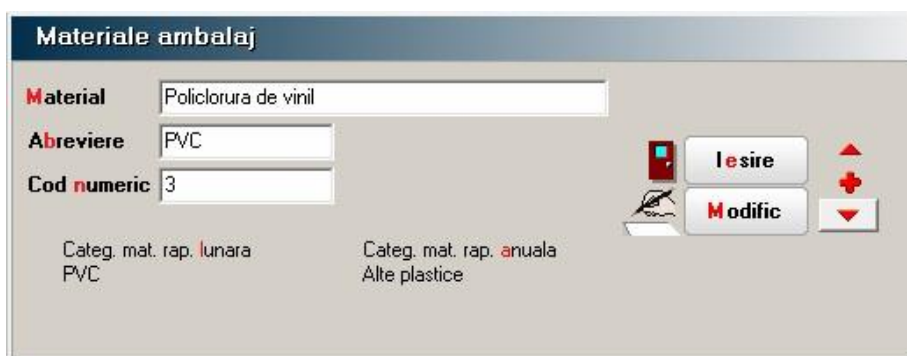 Materiale ambalaj
Material Policlorura de vinil
Abreviere PVC
Cod numeric 3
Iesire
Modific
Categ. mat. rap. lunara Categ. mat. rap. anuala
PVC Alte plastice